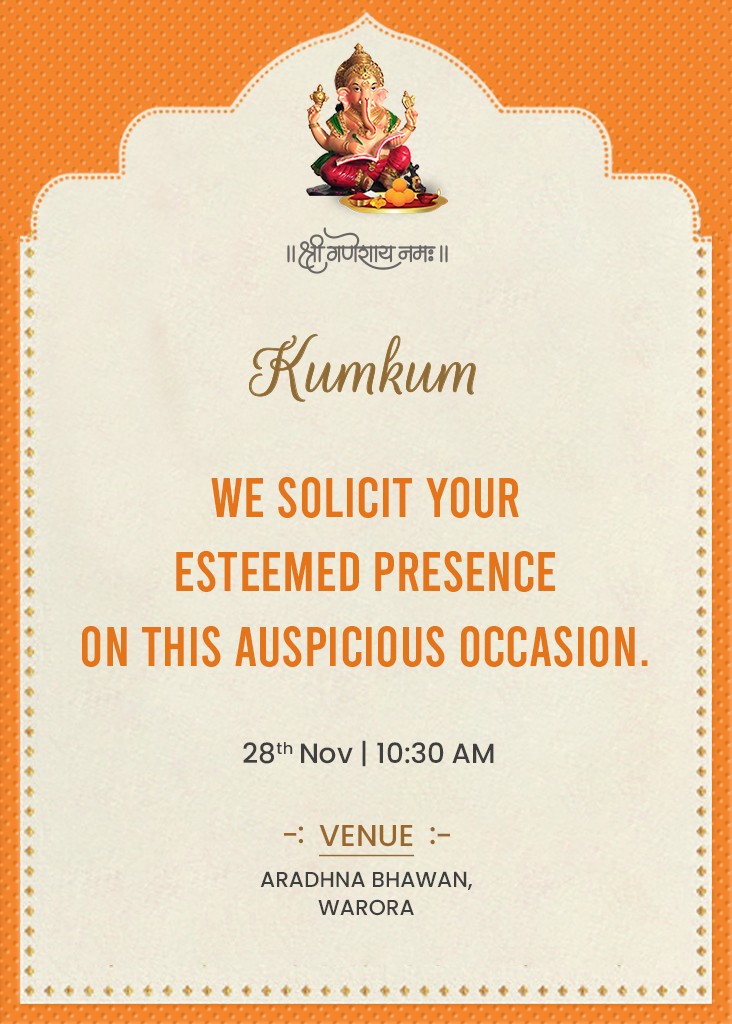 ॥ श्री गणेशाय नमः ॥
Kumkum
WE SOLICIT YOUR
ESTEEMED PRESENCE
ON THIS AUSPICIOUS OCCASION.
28th Nov | 10:30 AM
-: VENUE :-
ARADHNA BHAWAN,
WARORA